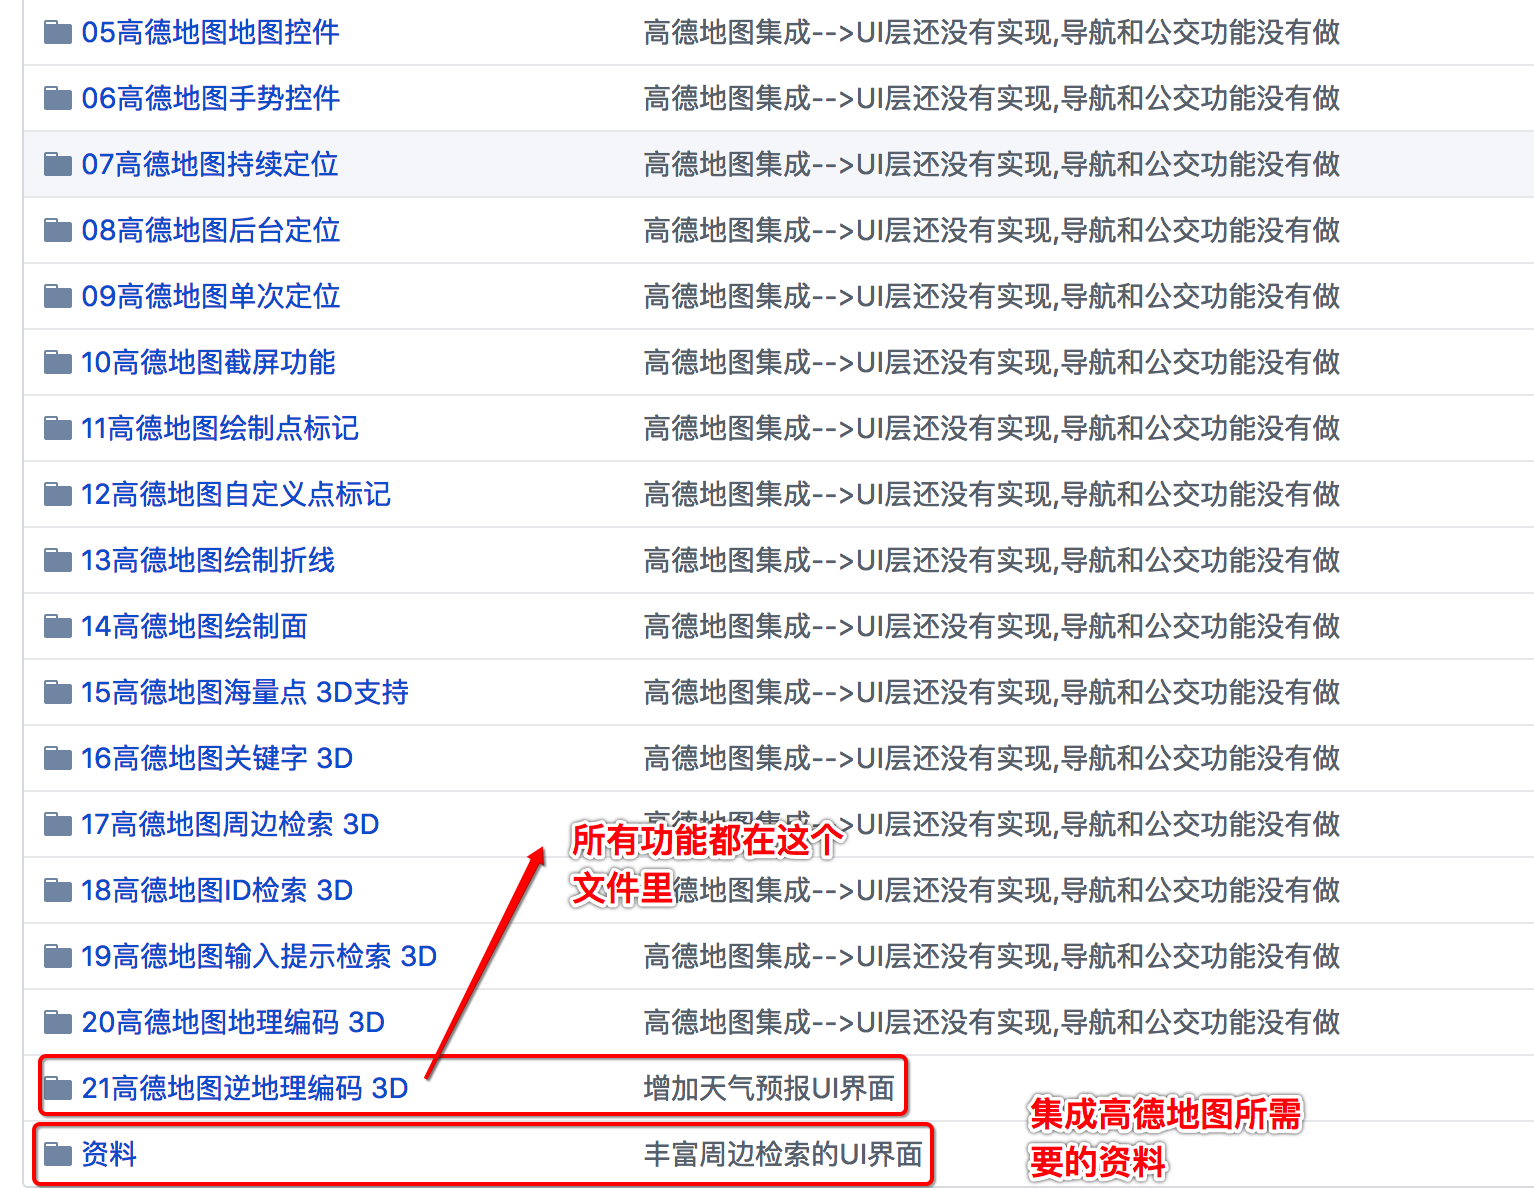 05高德地图地图控件 高德地图集成-->UI层还没有实现,导航和公交功能没有做
06高德地图手势控件 高德地图集成-->UI层还没有实现,导航和公交功能没有做
07高德地图持续定位 高德地图集成-->UI层还没有实现,导航和公交功能没有做
08高德地图后台定位 高德地图集成-->UI层还没有实现,导航和公交功能没有做
09高德地图单次定位 高德地图集成-->UI层还没有实现,导航和公交功能没有做
10高德地图截屏功能 高德地图集成-->UI层还没有实现,导航和公交功能没有做
11高德地图绘制点标记 高德地图集成-->UI层还没有实现,导航和公交功能没有做
12高德地图自定义点标记 高德地图集成-->UI层还没有实现,导航和公交功能没有做
13高德地图绘制折线 高德地图集成-->UI层还没有实现,导航和公交功能没有做
14高德地图绘制面 高德地图集成-->UI层还没有实现,导航和公交功能没有做
15高德地图海量点 3D支持 高德地图集成-->UI层还没有实现,导航和公交功能没有做
16高德地图关键字 3D 高德地图集成-->UI层还没有实现,导航和公交功能没有做
17高德地图周边检索 3D >UI层还没有实现,导航和公交功能没有做
所有功能都在这个
文件里
18高德地图ID检索 3D 德地图集成-->UI层还没有实现,导航和公交功能没有做
19高德地图输入提示检索 3D 高德地图集成-->UI层还没有实现,导航和公交功能没有做
20高德地图地理编码 3D 高德地图集成-->UI层还没有实现,导航和公交功能没有做
21高德地图逆地理编码 3D 增加天气预报UI界面
资料 丰富周边检索的UI界面
集成高德地图所需
要的资料